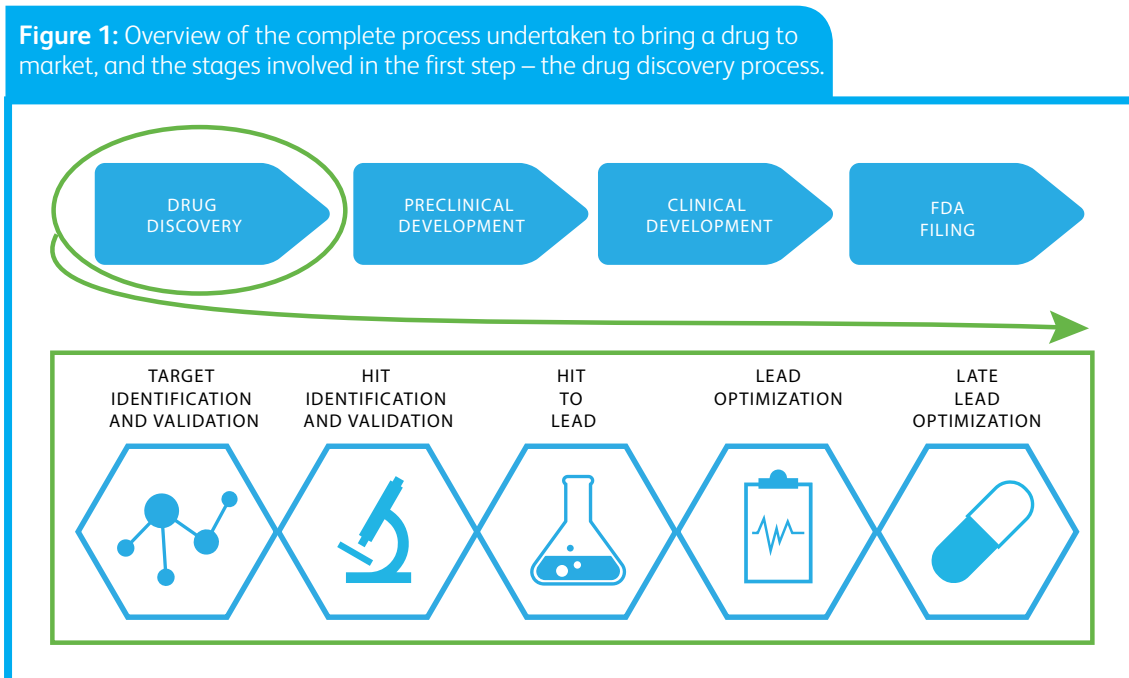 Figure 1: Overview of the complete process undertaken to bring a drug to
market, and the stages involved in the first step – the drug discovery process.
DRUG
DISCOVERY
PRECLINICAL
DEVELOPMENT
CLINICAL
DEVELOPMENT
FDA
FILING
TARGET
IDENTIFICATION
AND VALIDATION
HIT
IDENTIFICATION
AND VALIDATION
HIT
TO
LEAD
LEAD
OPTIMIZATION
LATE
LEAD
OPTIMIZATION